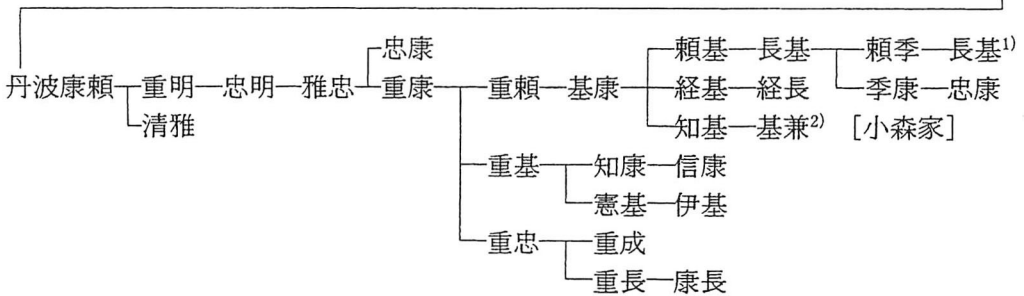 忠康
頼基 長基 頼季 長基1)
丹波康頼 重明 忠明 雅忠 重康 重頼 基康 経基 経長 季康 忠康
清雅 知基 基兼2) [小森家]
重基 知康 信康
憲基 伊基
重忠 重成
重長 康長